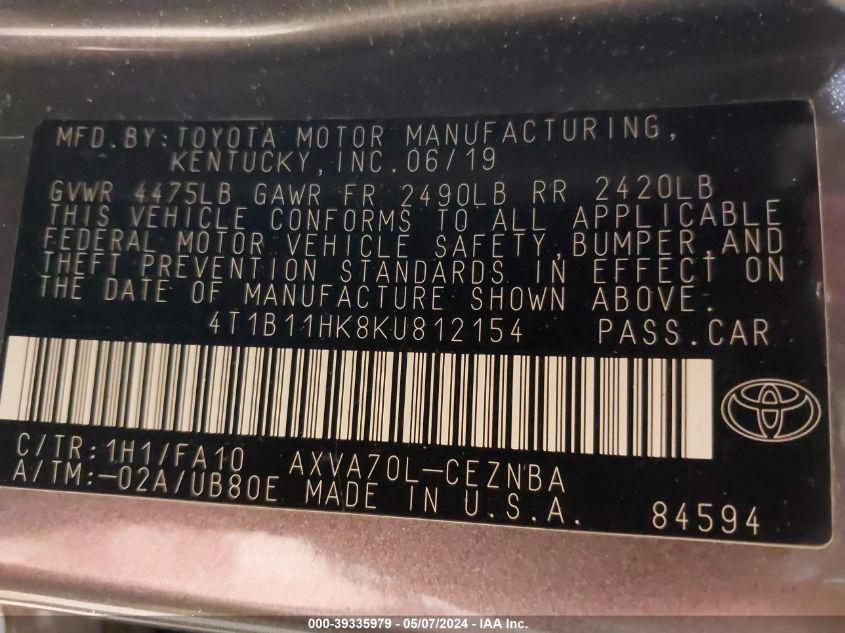 MFD.BY:TOYOTA MOTOR MANUFACTURING,
KENTUCKY,INC.06/19
GVWR 4475LB GAWR FR 2490LB RR 2420LB
THIS VEHICLE CONFORMS TO ALL APPLICABLE
FEDERAL MOTOR VEHICLE SAFETY,BUMPER,AND
THEFT PREVENTION STANDARDS IN EFFECT ON
THE DATE OF MANUFACTURE SHOWN ABOVE.
4T1B11HK8KU812154 PASS.CAR
C/TR:1H1/FA10 AXVA70L-CEZNBA
A/TM:-02A/UB80E MADE IN U.S.A. 84594
000-39335979 - 05/07/2024 - IAA Inc.